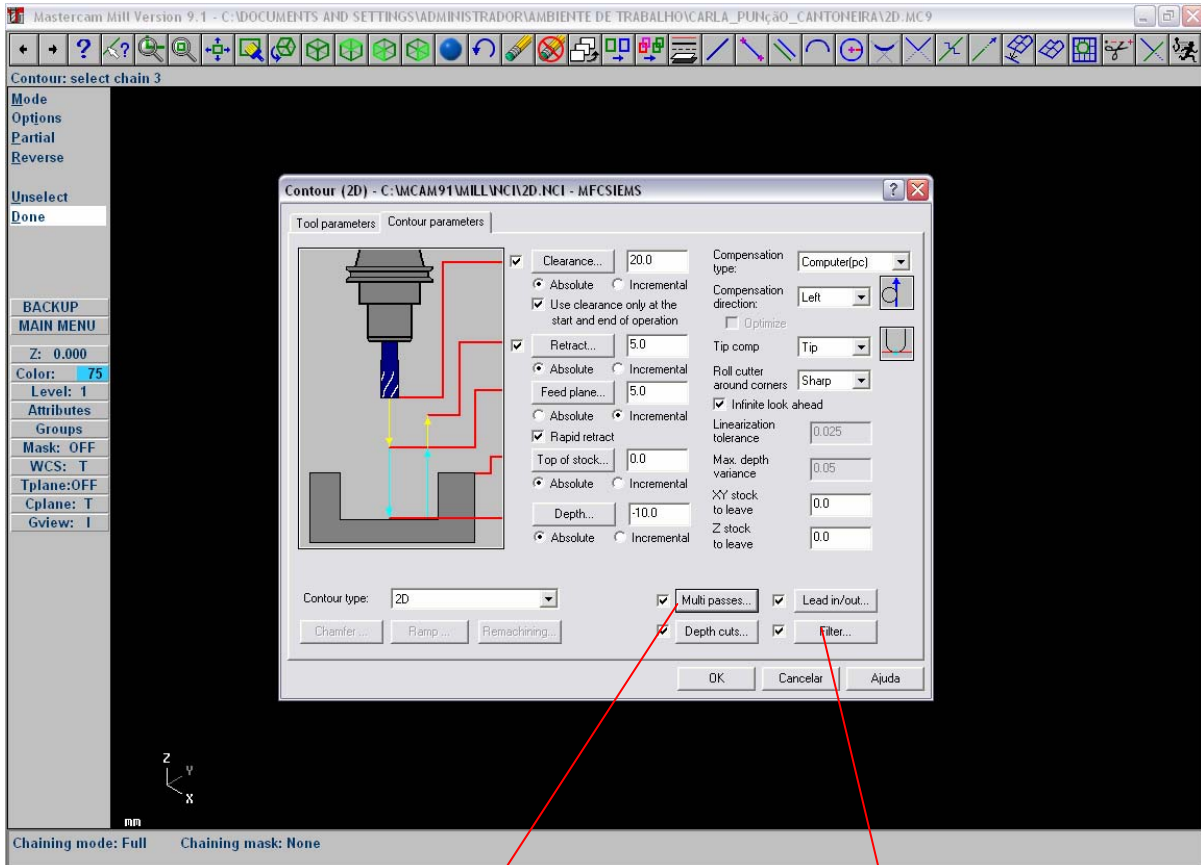 Mastercam Mill Version 9.1 - C:\DOCUMENTS AND SETTINGS\ADMINISTRADOR\AMBIENTE DE TRABALHO\CARLA_PUNçãO_CANTONEIRA\2D.MC9
Contour: select chain 3
Mode
Options
Partial
Reverse
Unselect
Done
BACKUP
MAIN MENU
Z: 0.000
Color: 75
Level: 1
Attributes
Groups
Mask: OFF
WCS: T
Tplane:OFF
Cplane: T
Gview: I
Contour (2D) - C:\MCAM91\MILL\NCI\2D.NCI - MFCSIEMS
Tool parameters Contour parameters
Clearance... 20.0
Absolute Incremental
Use clearance only at the
start and end of operation
Retract... 5.0
Absolute Incremental
Feed plane... 5.0
Absolute Incremental
Rapid retract
Top of stock... 0.0
Absolute Incremental
Depth... -10.0
Absolute Incremental
Compensation
type: Computer(pc)
Compensation
direction: Left
Optimize
Tip comp Tip
Roll cutter
around corners Sharp
Infinite look ahead
Linearization
tolerance 0.025
Max. depth
variance 0.05
XY stock
to leave 0.0
Z stock
to leave 0.0
Contour type: 2D
Chamfer ... Ramp ... Remachining...
Multi passes... Lead in/out...
Depth cuts... Filter...
OK Cancelar Ajuda
Z
Y
X
mm
Chaining mode: Full Chaining mask: None